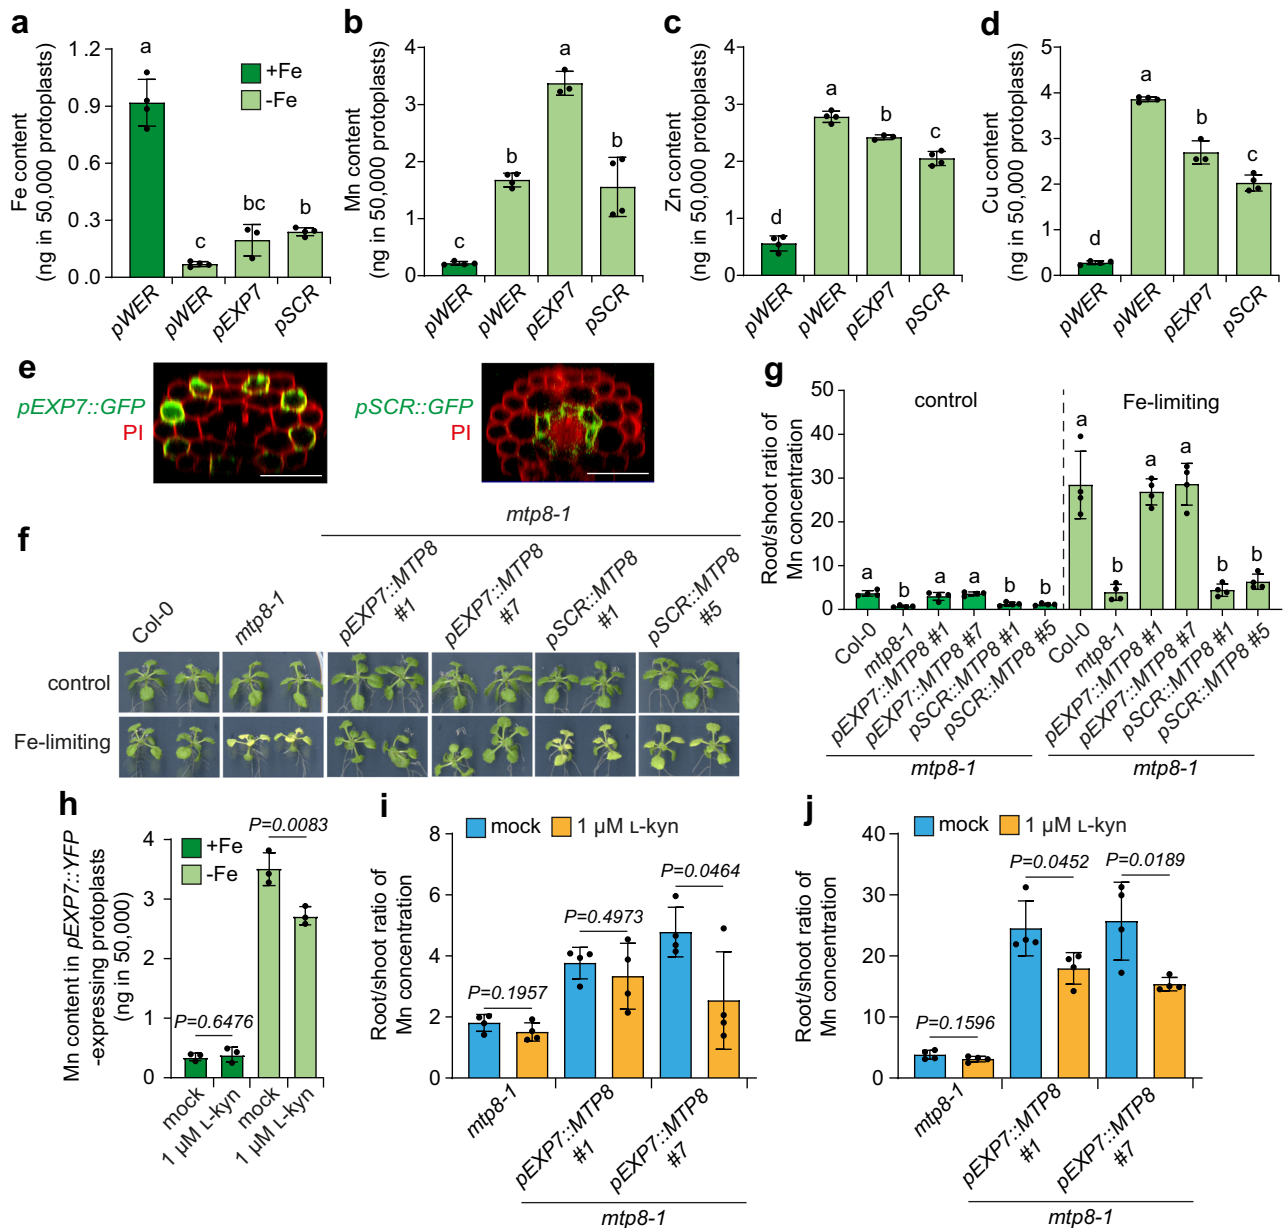 a
Fe content
(ng in 50,000 protoplasts)
1.2
0.9
0.6
0.3
0.0
a
c
bc
b
+Fe
-Fe
pWER
pWER
pEXP7
pSCR
b
Mn content
(ng in 50,000 protoplasts)
4
3
2
1
0
c
b
a
b
pWER
pWER
pEXP7
pSCR
c
Zn content
(ng in 50,000 protoplasts)
4
3
2
1
0
d
a
b
c
pWER
pWER
pEXP7
pSCR
d
Cu content
(ng in 50,000 protoplasts)
5
4
3
2
1
0
d
a
b
c
pWER
pWER
pEXP7
pSCR
e
pEXP7::GFP
PI
pSCR::GFP
PI
f
mtp8-1
Col-0
mtp8-1
pEXP7::MTP8
#1
pEXP7::MTP8
#7
pSCR::MTP8
#1
pSCR::MTP8
#5
control
Fe-limiting
g
Root/shoot ratio of
Mn concentration
50
40
30
20
10
0
control
Fe-limiting
a
b
a
a
b
b
a
b
a
a
b
b
Col-0
mtp8-1
pEXP7::MTP8 #1
pEXP7::MTP8 #7
pSCR::MTP8 #1
pSCR::MTP8 #5
Col-0
mtp8-1
pEXP7::MTP8 #1
pEXP7::MTP8 #7
pSCR::MTP8 #1
pSCR::MTP8 #5
mtp8-1
mtp8-1
h
Mn content in pEXP7::YFP
-expressing protoplasts
(ng in 50,000)
4
3
2
1
0
+Fe
-Fe
P=0.0083
P=0.6476
mock
1 µM L-kyn
mock
1 µM L-kyn
i
Root/shoot ratio of
Mn concentration
8
6
4
2
0
mock
1 µM L-kyn
P=0.1957
P=0.4973
P=0.0464
mtp8-1
pEXP7::MTP8
#1
pEXP7::MTP8
#7
mtp8-1
j
Root/shoot ratio of
Mn concentration
40
30
20
10
0
mock
1 µM L-kyn
P=0.1596
P=0.0452
P=0.0189
mtp8-1
pEXP7::MTP8
#1
pEXP7::MTP8
#7
mtp8-1